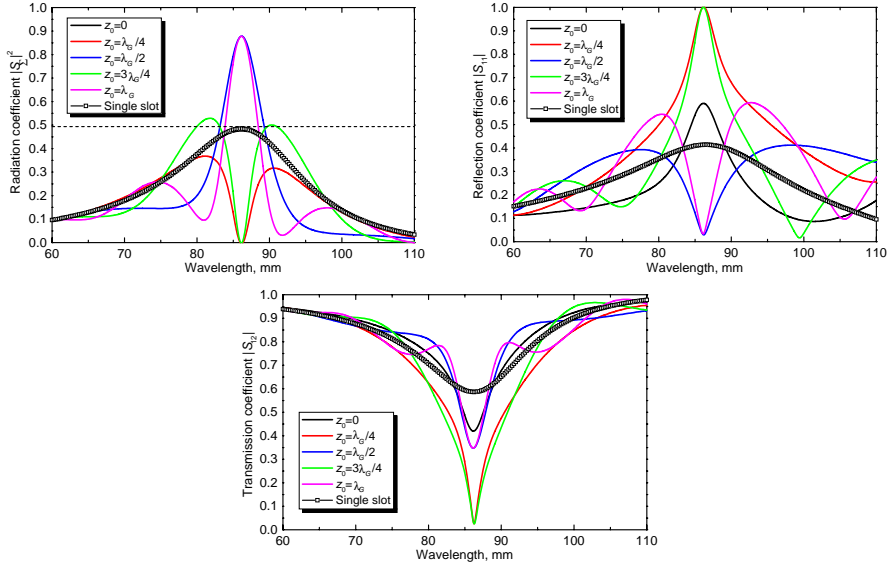 Radiation coefficient |S_Σ|²
1.0
0.9
0.8
0.7
0.6
0.5
0.4
0.3
0.2
0.1
0.0
z₀=0
z₀=λ_G/4
z₀=λ_G/2
z₀=3λ_G/4
z₀=λ_G
Single slot
60 70 80 90 100 110
Wavelength, mm
Reflection coefficient |S₁₁|
1.0
0.9
0.8
0.7
0.6
0.5
0.4
0.3
0.2
0.1
0.0
z₀=0
z₀=λ_G/4
z₀=λ_G/2
z₀=3λ_G/4
z₀=λ_G
Single slot
60 70 80 90 100 110
Wavelength, mm
Transmission coefficient |S₁₂|
1.0
0.9
0.8
0.7
0.6
0.5
0.4
0.3
0.2
0.1
0.0
z₀=0
z₀=λ_G/4
z₀=λ_G/2
z₀=3λ_G/4
z₀=λ_G
Single slot
60 70 80 90 100 110
Wavelength, mm